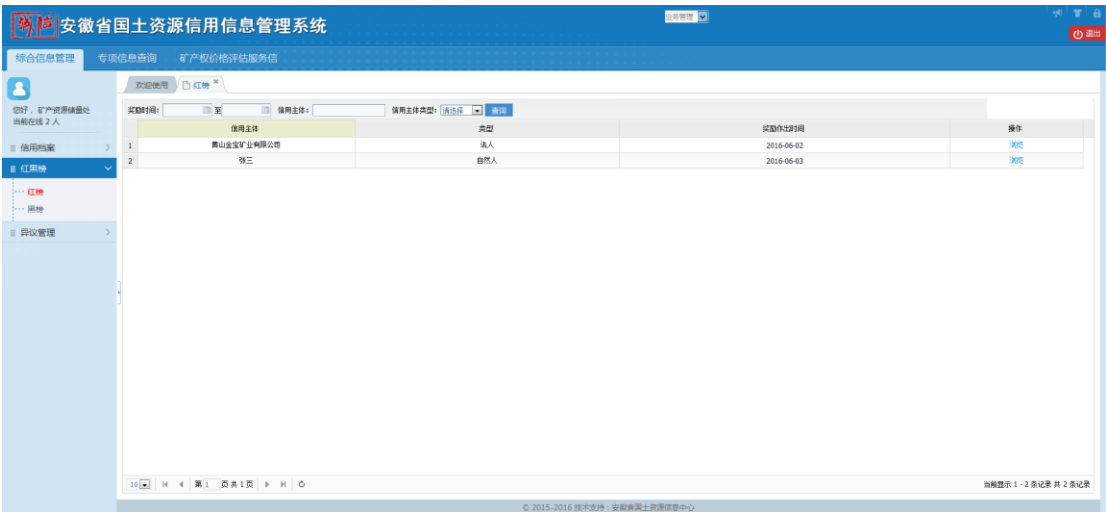 诚信 安徽省国土资源信用信息管理系统 业务管理
退出
综合信息管理 专项信息查询 矿产权价格评估服务信
欢迎使用 红榜
您好，矿产资源储量处
当前在线 2 人
奖励时间： 至 信用主体： 信用主体类型： 请选择 查询
信用主体 类型 奖励作出时间 操作
1 黄山金宝矿业有限公司 法人 2016-06-02 浏览
2 张三 自然人 2016-06-03 浏览
信用档案
红黑榜
红榜
黑榜
异议管理
10 第 1 页共1页 当前显示 1 - 2 条记录 共 2 条记录
© 2015-2016 技术支持：安徽省国土资源信息中心